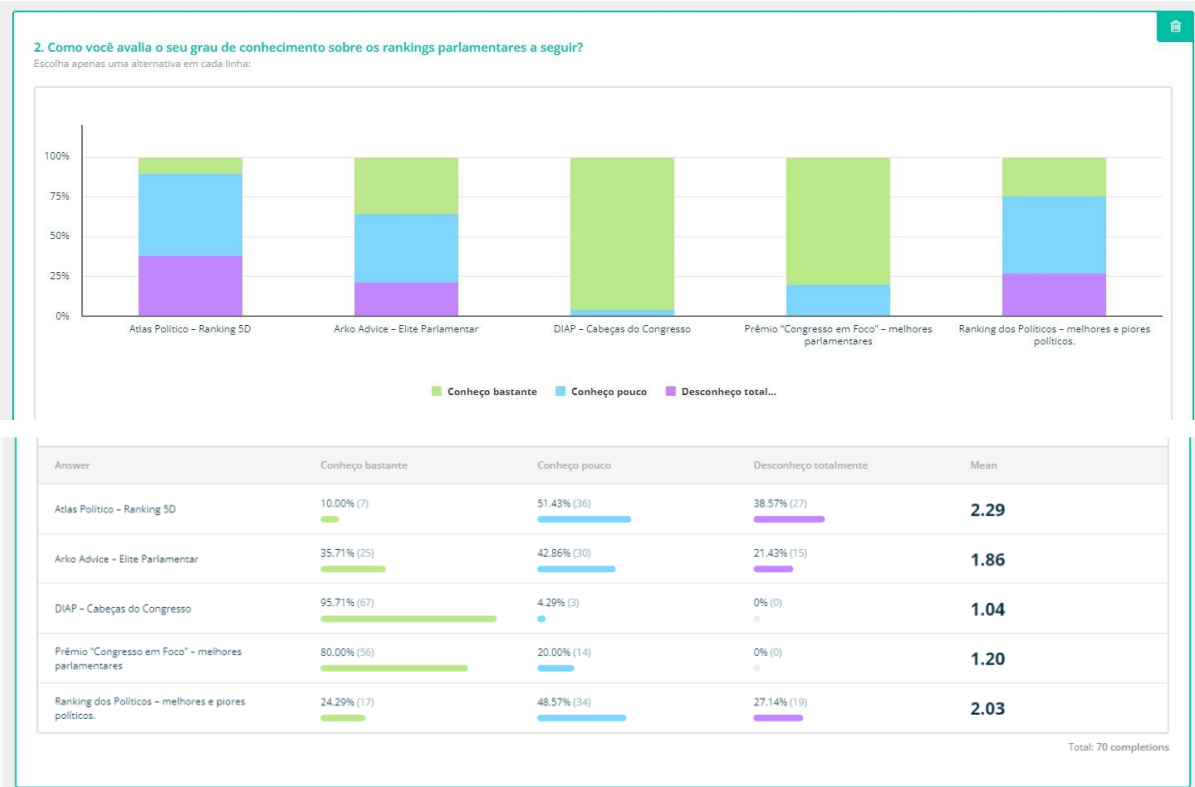 2. Como você avalia o seu grau de conhecimento sobre os rankings parlamentares a seguir?
Escolha apenas uma alternativa em cada linha:
100%
75%
50%
25%
0%
Atlas Político – Ranking 5D
Arko Advice – Elite Parlamentar
DIAP – Cabeças do Congresso
Prêmio “Congresso em Foco” – melhores
parlamentares
Ranking dos Políticos – melhores e piores
políticos.
Conheço bastante Conheço pouco Desconheço total...
Answer Conheço bastante Conheço pouco Desconheço totalmente Mean
Atlas Político – Ranking 5D 10.00% (7) 51.43% (36) 38.57% (27) 2.29
Arko Advice – Elite Parlamentar 35.71% (25) 42.86% (30) 21.43% (15) 1.86
DIAP – Cabeças do Congresso 95.71% (67) 4.29% (3) 0% (0) 1.04
Prêmio “Congresso em Foco” – melhores
parlamentares 80.00% (56) 20.00% (14) 0% (0) 1.20
Ranking dos Políticos – melhores e piores
políticos. 24.29% (17) 48.57% (34) 27.14% (19) 2.03
Total: 70 completions